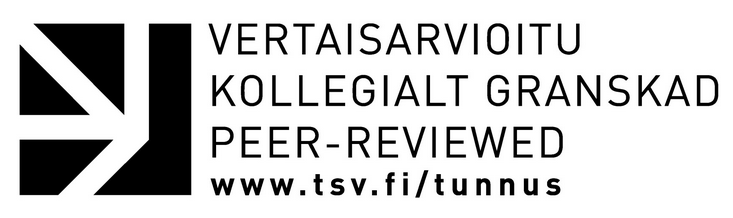 VERTAISARVIOITU
KOLLEGIALT GRANSKAD
PEER-REVIEWED
www.tsv.fi/tunnus